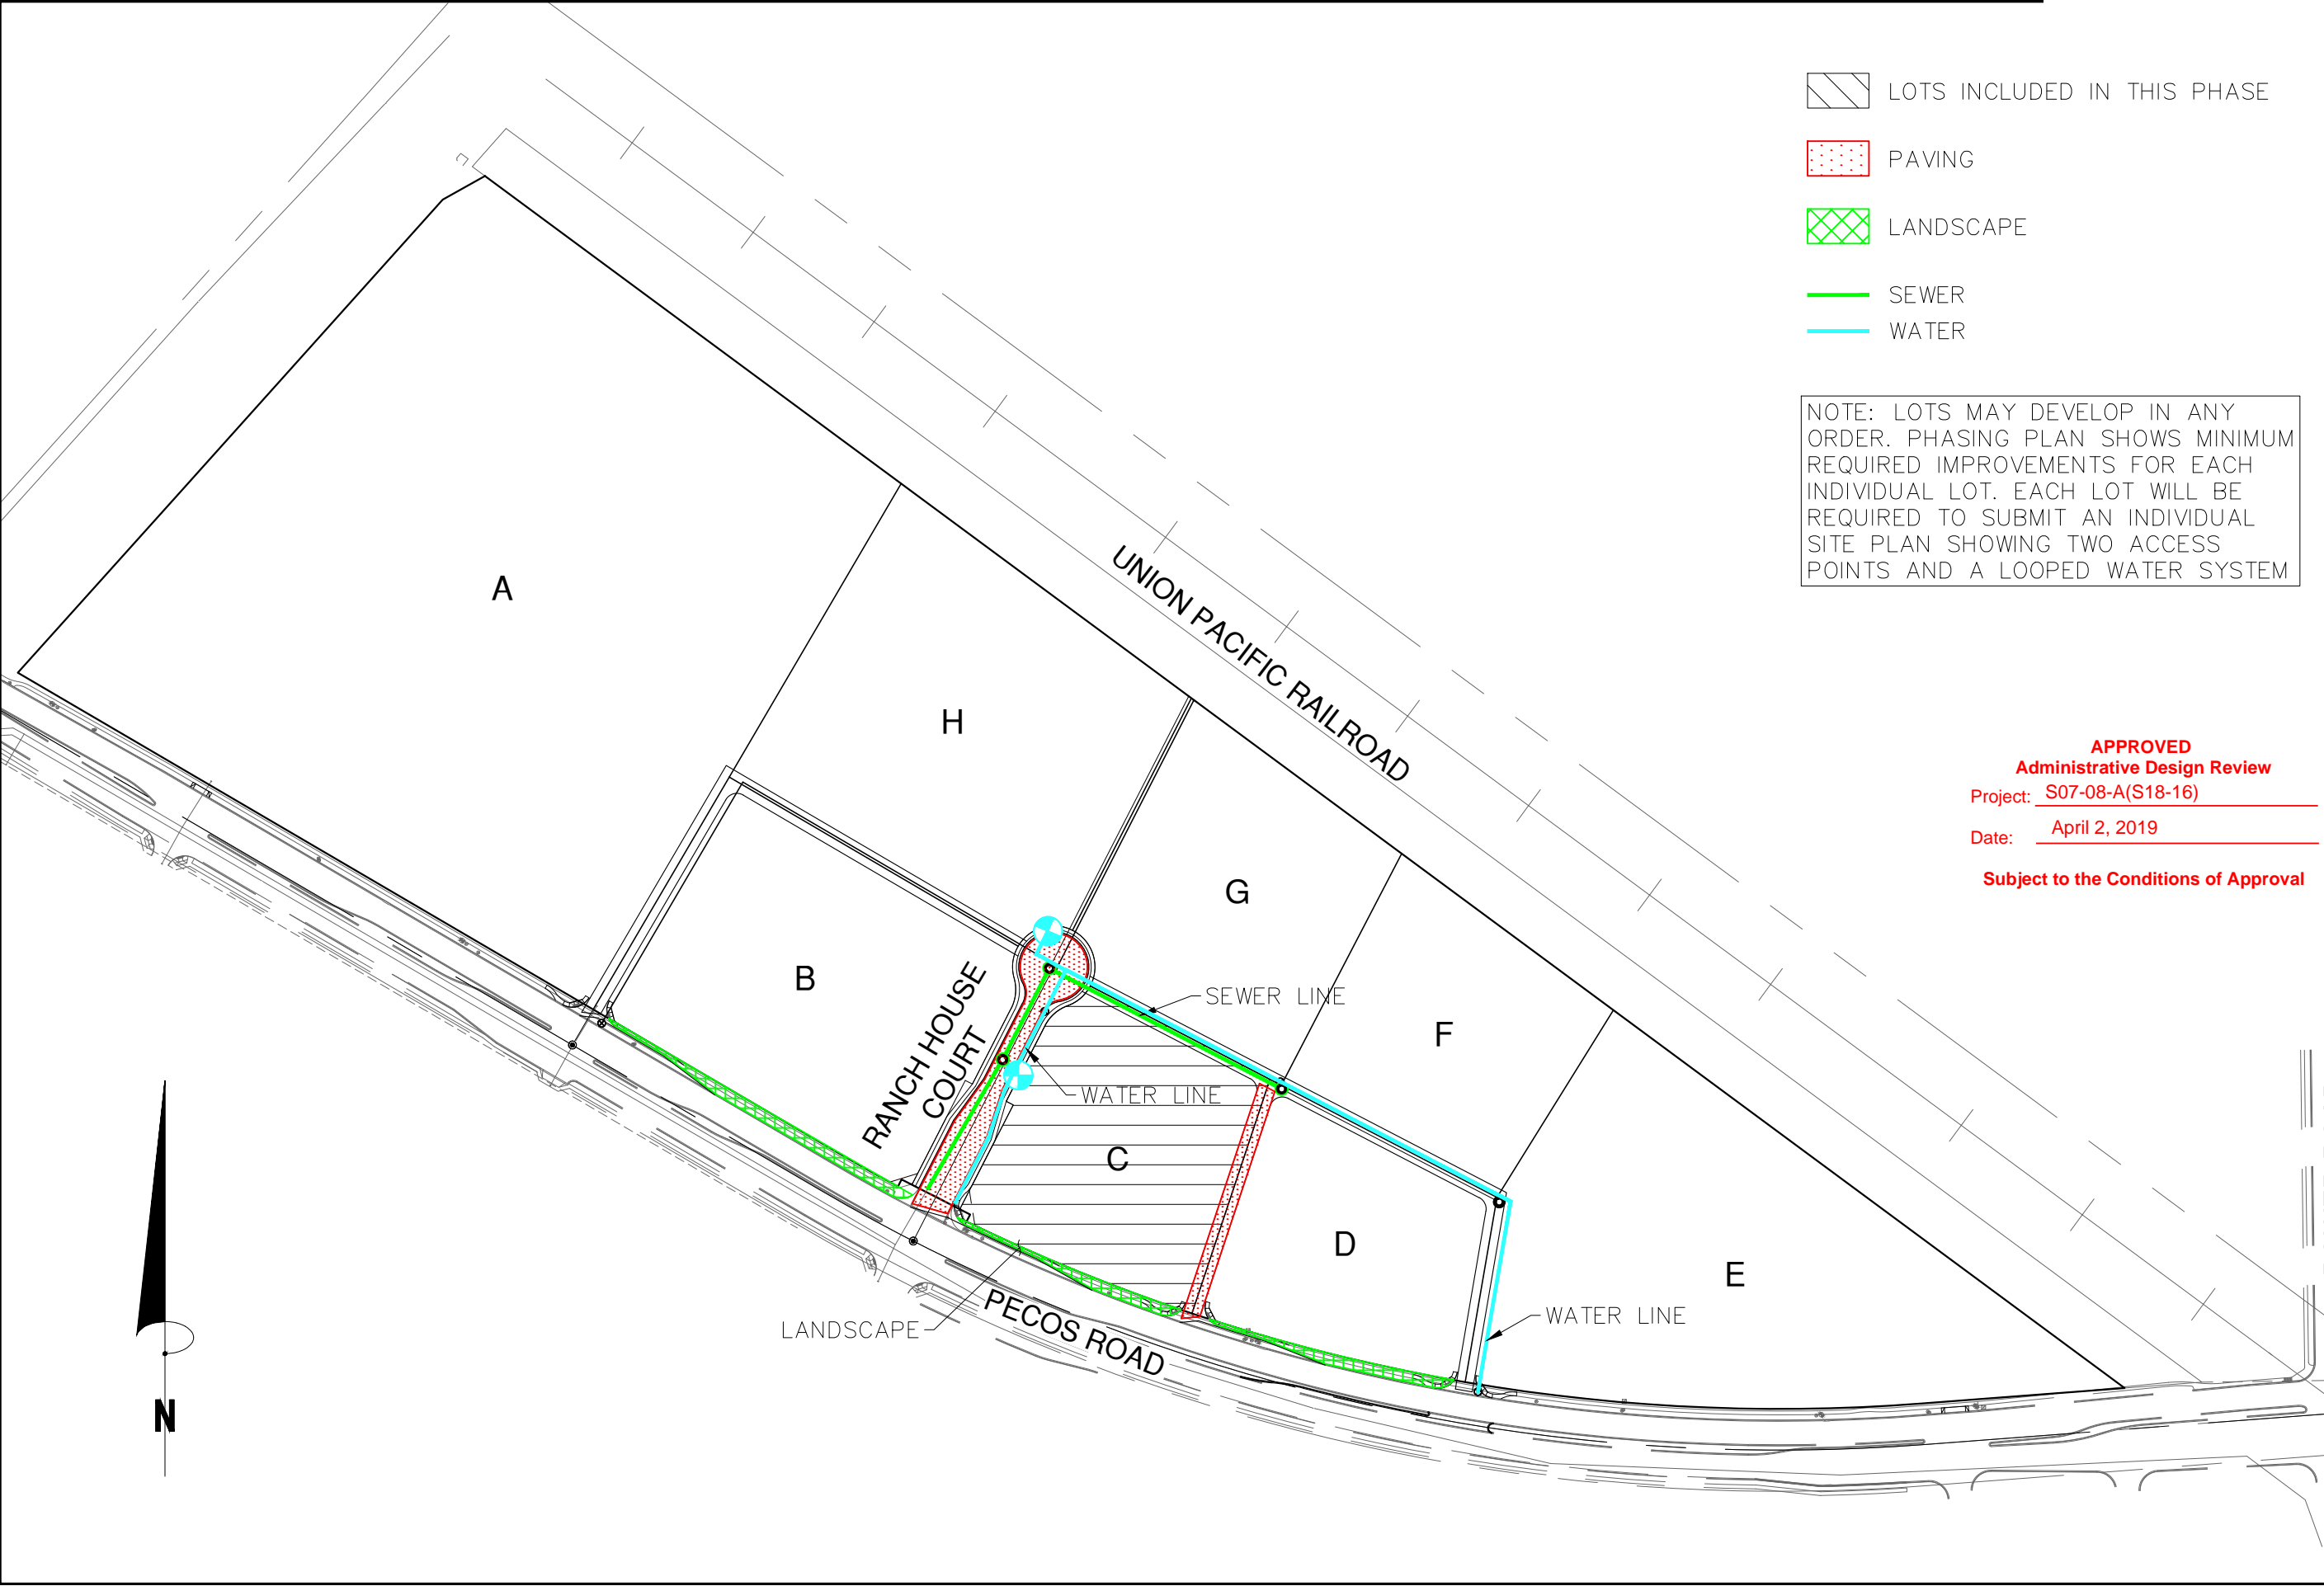 LOTS INCLUDED IN THIS PHASE
PAVING
LANDSCAPE
SEWER
WATER
NOTE: LOTS MAY DEVELOP IN ANY
ORDER. PHASING PLAN SHOWS MINIMUM
REQUIRED IMPROVEMENTS FOR EACH
INDIVIDUAL LOT. EACH LOT WILL BE
REQUIRED TO SUBMIT AN INDIVIDUAL
SITE PLAN SHOWING TWO ACCESS
POINTS AND A LOOPED WATER SYSTEM
APPROVED
Administrative Design Review
Project: S07-08-A(S18-16)
Date: April 2, 2019
Subject to the Conditions of Approval
UNION PACIFIC RAILROAD
A
H
G
B
F
SEWER LINE
RANCH HOUSE
COURT
WATER LINE
C
D
E
WATER LINE
LANDSCAPE
PECOS ROAD
N